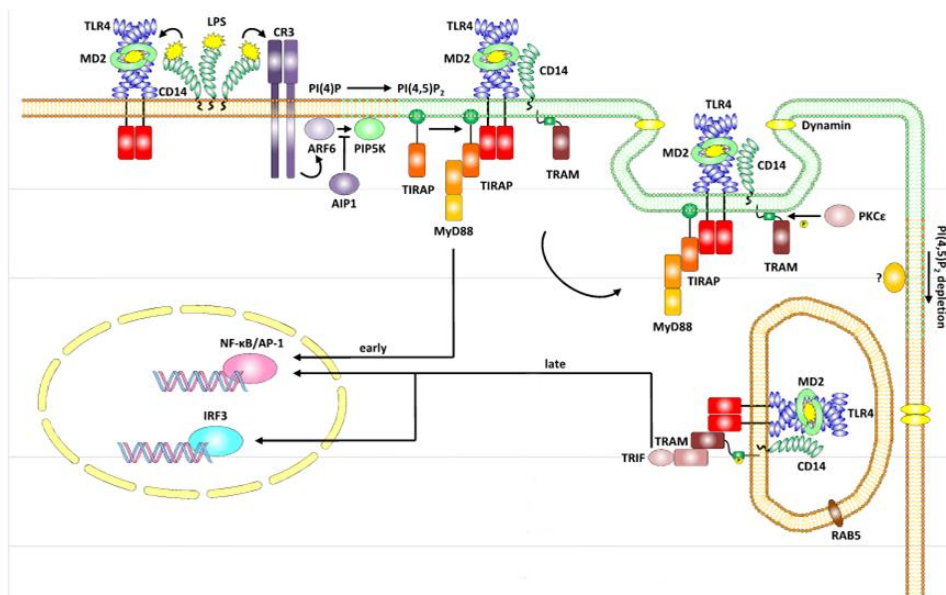 TLR4
LPS
CR3
MD2
CD14
PI(4)P
PI(4,5)P2
ARF6
PIP5K
AIP1
TIRAP
TLR4
MD2
CD14
TIRAP
TRAM
MyD88
TLR4
MD2
CD14
Dynamin
PKCε
P
TRAM
TIRAP
MyD88
?
PI(4,5)P2 depletion
early
NF-κB/AP-1
late
IRF3
MD2
TLR4
TRAM
TRIF
CD14
RAB5